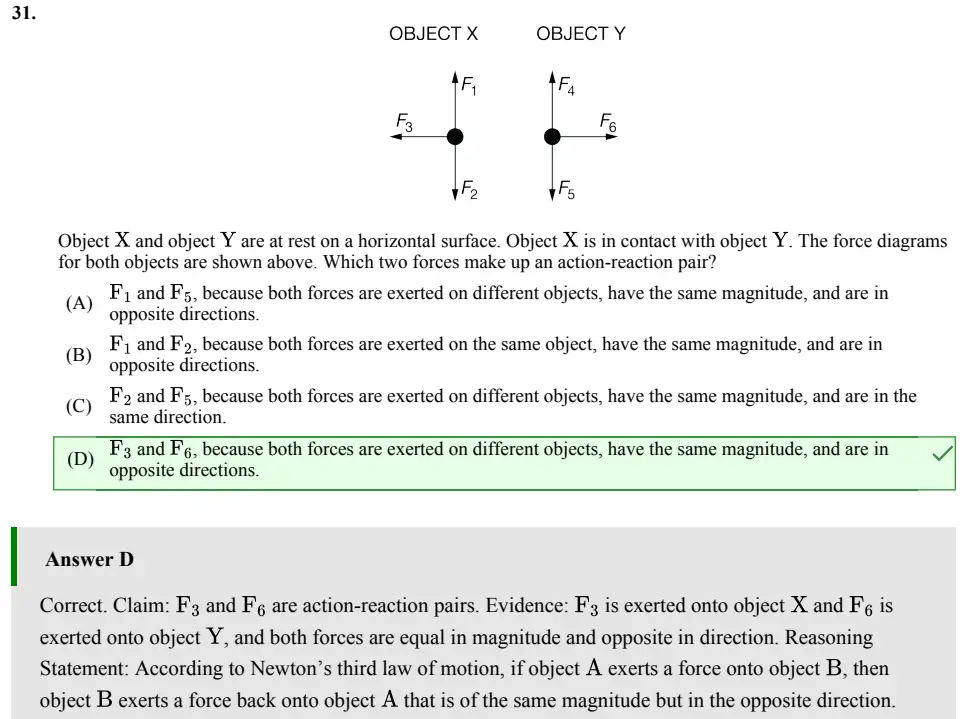 31.
OBJECT X OBJECT Y
F1 F4
F3 F6
F2 F5
Object X and object Y are at rest on a horizontal surface. Object X is in contact with object Y. The force diagrams
for both objects are shown above. Which two forces make up an action-reaction pair?
(A) F1 and F5, because both forces are exerted on different objects, have the same magnitude, and are in
opposite directions.
(B) F1 and F2, because both forces are exerted on the same object, have the same magnitude, and are in
opposite directions.
(C) F2 and F5, because both forces are exerted on different objects, have the same magnitude, and are in the
same direction.
(D) F3 and F6, because both forces are exerted on different objects, have the same magnitude, and are in
opposite directions.
Answer D
Correct. Claim: F3 and F6 are action-reaction pairs. Evidence: F3 is exerted onto object X and F6 is
exerted onto object Y, and both forces are equal in magnitude and opposite in direction. Reasoning
Statement: According to Newton's third law of motion, if object A exerts a force onto object B, then
object B exerts a force back onto object A that is of the same magnitude but in the opposite direction.